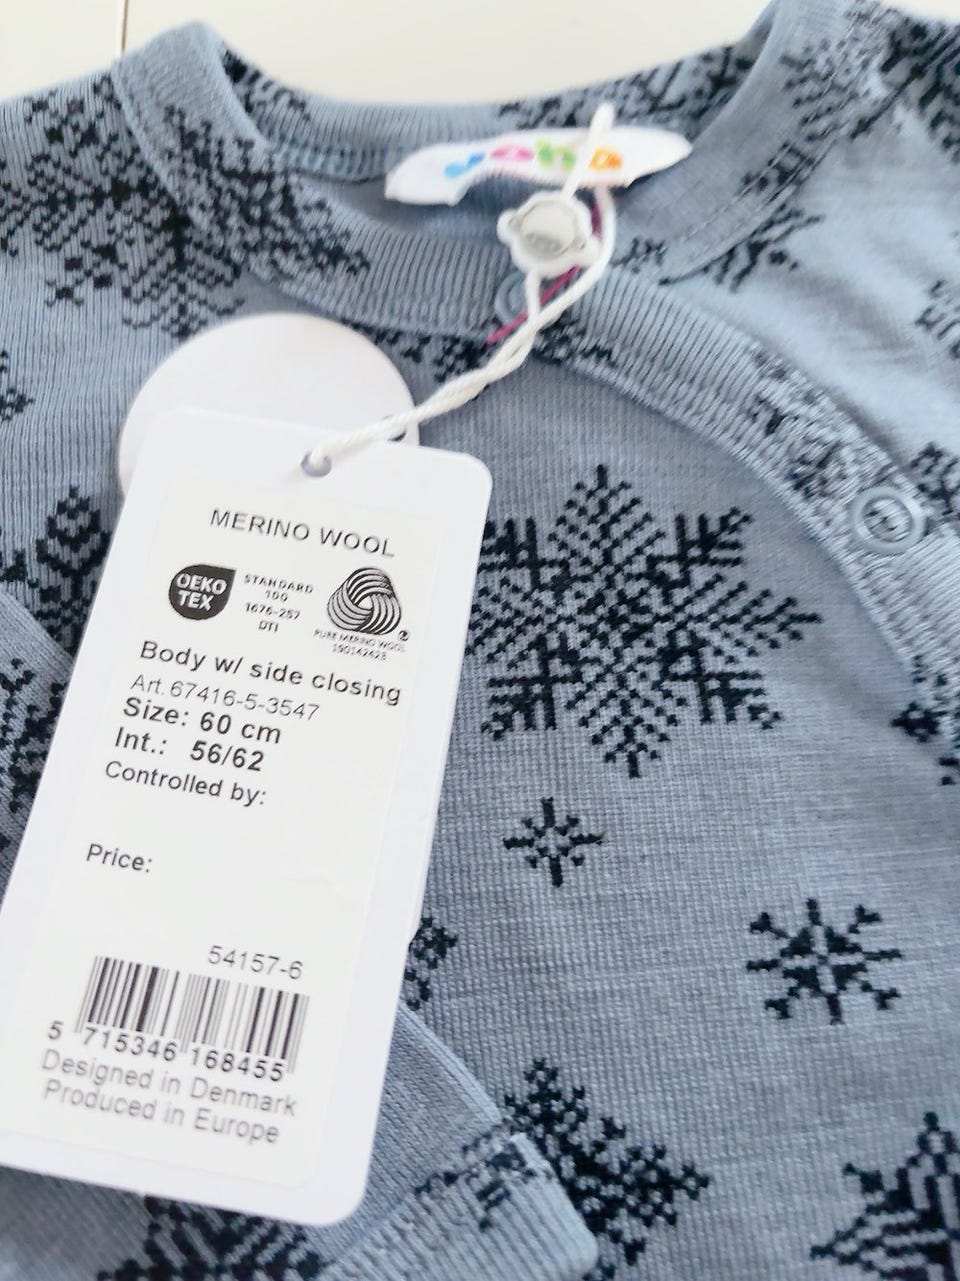 joha
MERINO WOOL
OEKO
TEX
STANDARD
100
1676-257
DTI
PURE MERINO WOOL
190142423
Body w/ side closing
Art. 67416-5-3547
Size: 60 cm
Int.: 56/62
Controlled by:
Price:
54157-6
5 715346 168455
Designed in Denmark
Produced in Europe